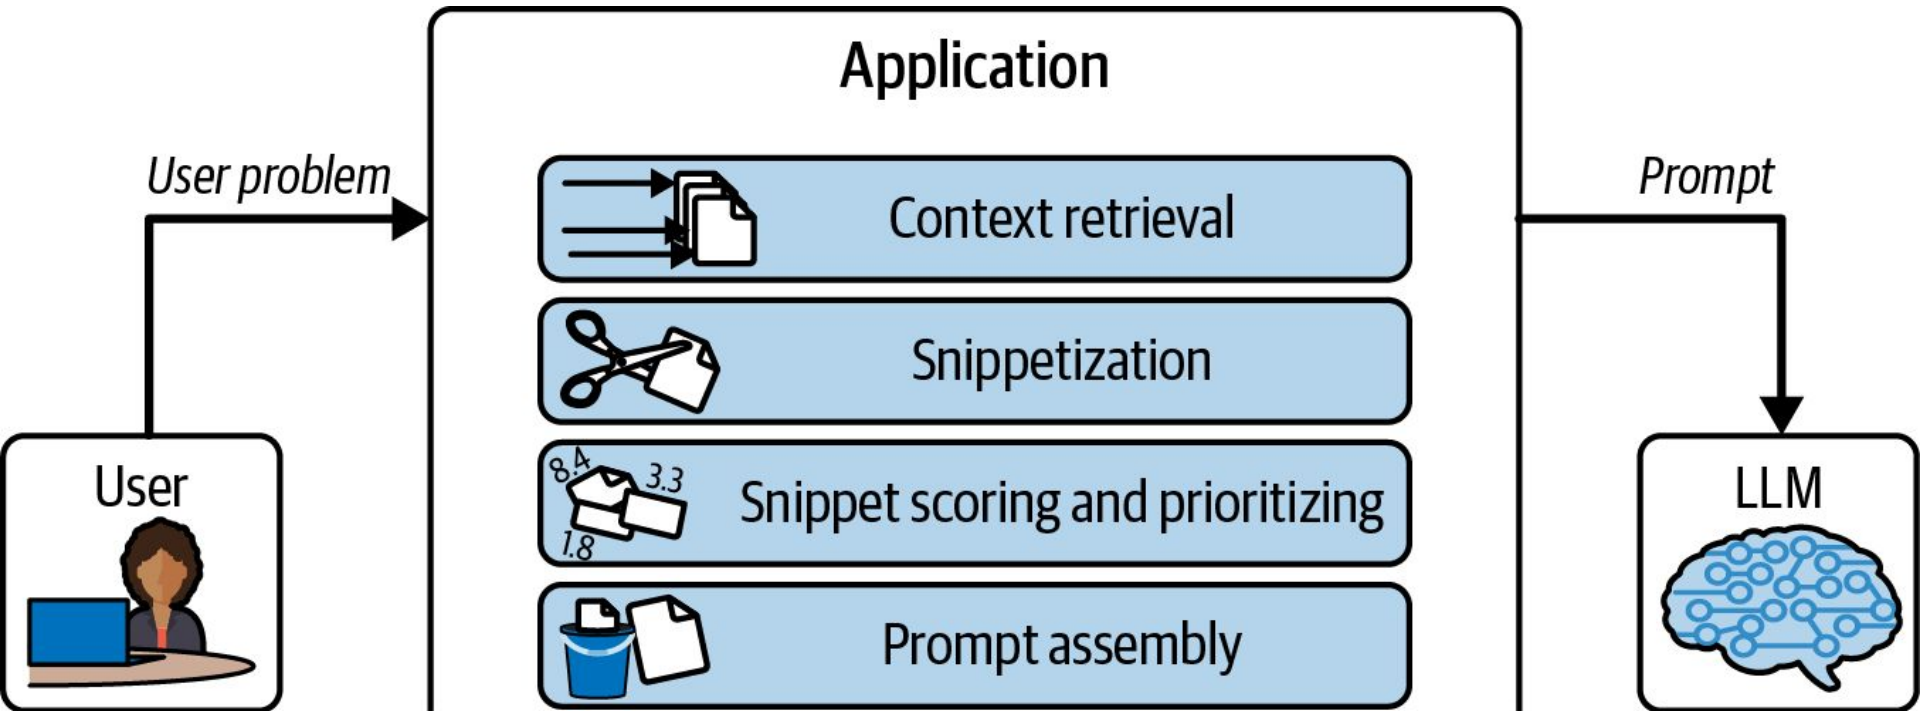 Application
User problem
Prompt
Context retrieval
Snippetization
8.4
3.3
1.8
Snippet scoring and prioritizing
Prompt assembly
User
LLM